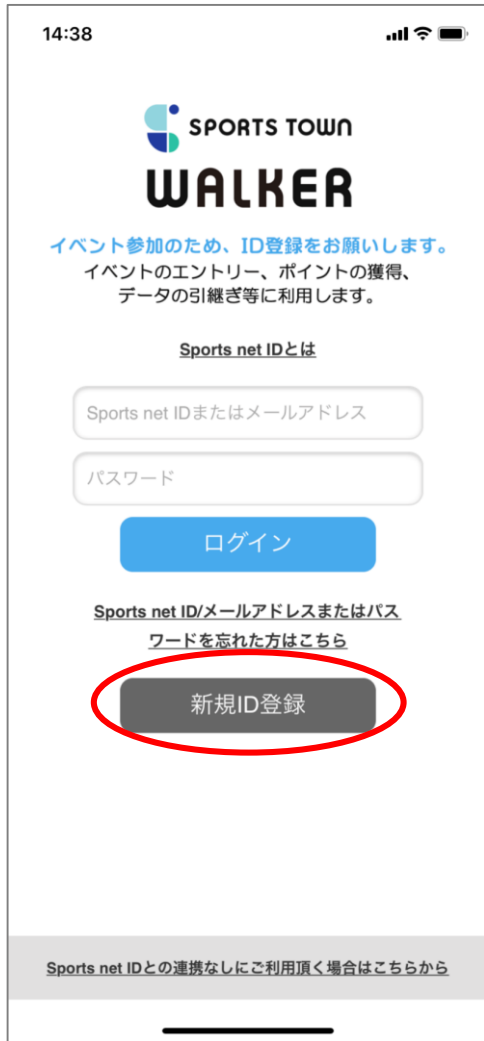 14:38
SPORTS TOWN
WALKER
イベント参加のため、ID登録をお願いします。
イベントのエントリー、ポイントの獲得、
データの引継ぎ等に利用します。
Sports net IDとは
Sports net IDまたはメールアドレス
パスワード
ログイン
Sports net ID/メールアドレスまたはパス
ワードを忘れた方はこちら
新規ID登録
Sports net IDとの連携なしにご利用頂く場合はこちらから